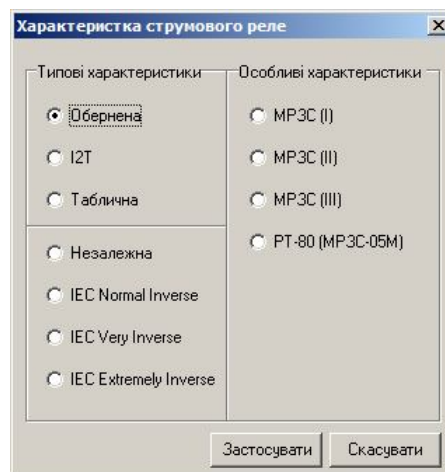 Характеристка струмового реле
Типові характеристики
Обернена
I2T
Таблична
Незалежна
IEC Normal Inverse
IEC Very Inverse
IEC Extremely Inverse
Особливі характеристики
МРЗС (I)
МРЗС (II)
МРЗС (III)
РТ-80 (МРЗС-05М)
Застосувати
Скасувати